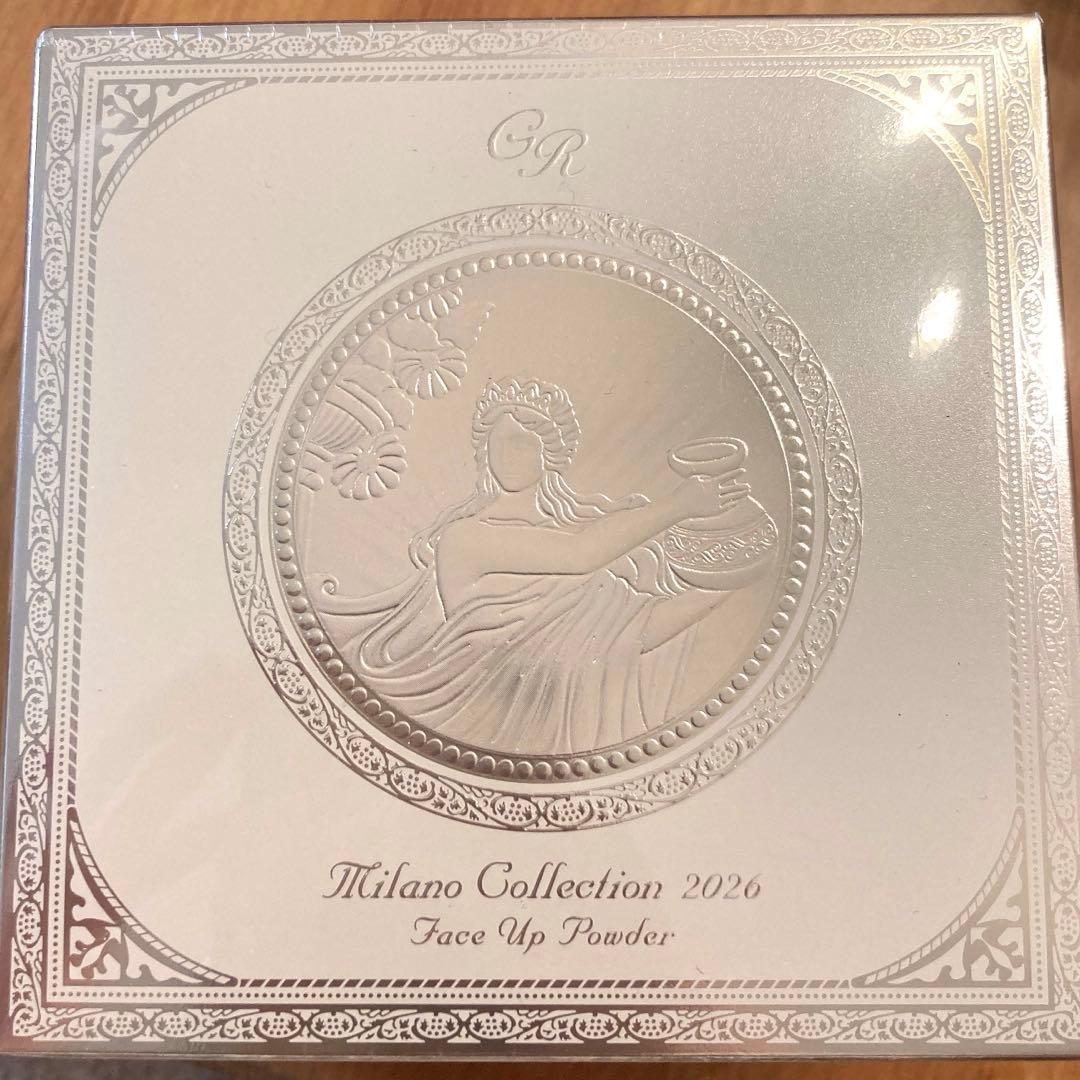 GR
Milano Collection 2026
Face Up Powder